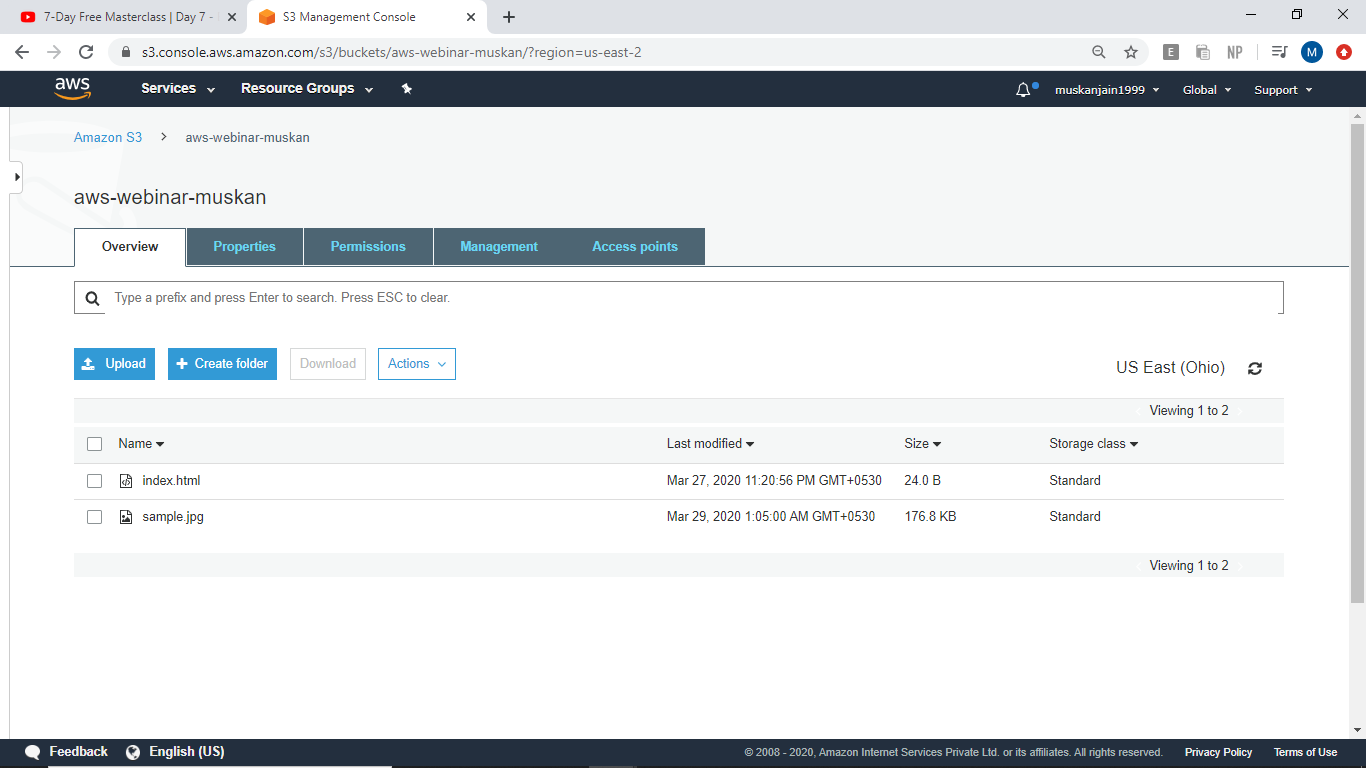 7-Day Free Masterclass | Day 7 -
S3 Management Console
s3.console.aws.amazon.com/s3/buckets/aws-webinar-muskan/?region=us-east-2
E
NP
M
aws
Services
Resource Groups
muskanjain1999
Global
Support
Amazon S3
aws-webinar-muskan
aws-webinar-muskan
Overview
Properties
Permissions
Management
Access points
Type a prefix and press Enter to search. Press ESC to clear.
Upload
Create folder
Download
Actions
US East (Ohio)
Viewing 1 to 2
Name
Last modified
Size
Storage class
index.html
Mar 27, 2020 11:20:56 PM GMT+0530
24.0 B
Standard
sample.jpg
Mar 29, 2020 1:05:00 AM GMT+0530
176.8 KB
Standard
Viewing 1 to 2
Feedback
English (US)
© 2008 - 2020, Amazon Internet Services Private Ltd. or its affiliates. All rights reserved.
Privacy Policy
Terms of Use